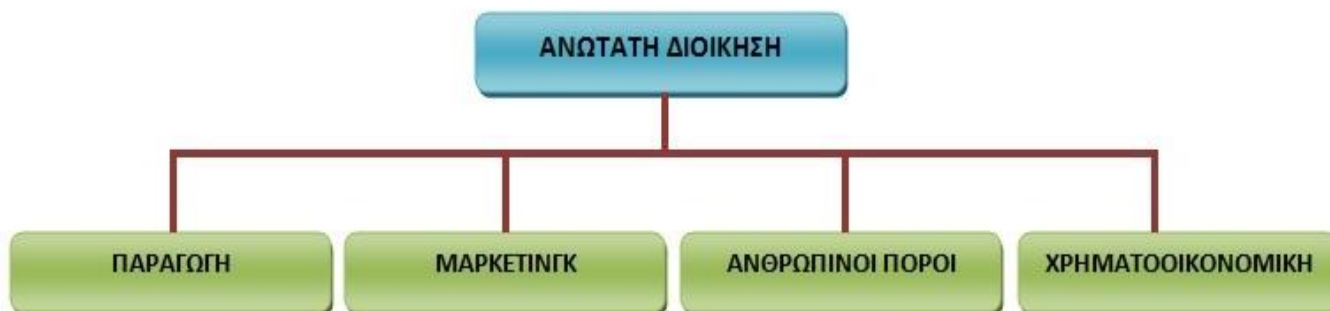 ΑΝΩΤΑΤΗ ΔΙΟΙΚΗΣΗ
ΠΑΡΑΓΩΓΗ
ΜΑΡΚΕΤΙΝΓΚ
ΑΝΘΡΩΠΙΝΟΙ ΠΟΡΟΙ
ΧΡΗΜΑΤΟΟΙΚΟΝΟΜΙΚΗ